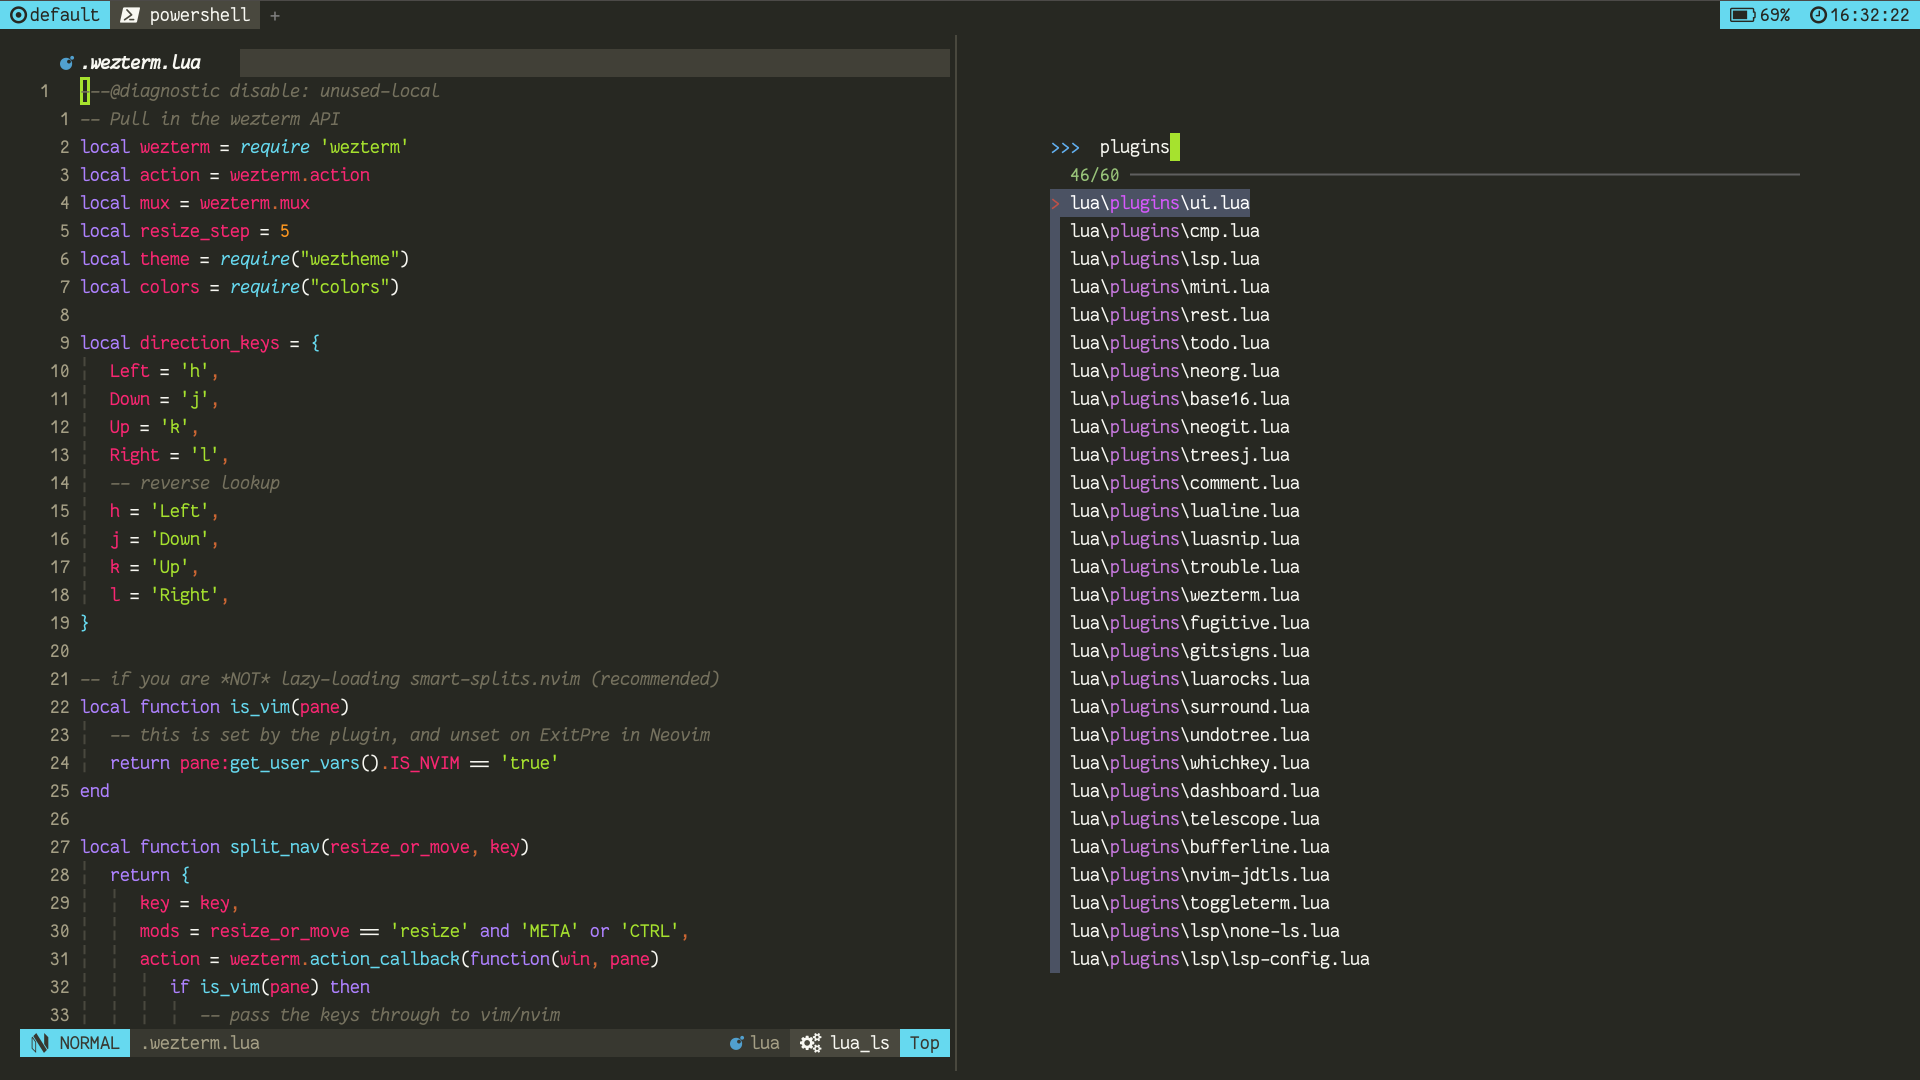 default powershell + 69% 16:32:22
.wezterm.lua
1 ---@diagnostic disable: unused-local
1 -- Pull in the wezterm API
2 local wezterm = require 'wezterm'
3 local action = wezterm.action
4 local mux = wezterm.mux
5 local resize_step = 5
6 local theme = require("weztheme")
7 local colors = require("colors")
8
9 local direction_keys = {
10 Left = 'h',
11 Down = 'j',
12 Up = 'k',
13 Right = 'l',
14 -- reverse lookup
15 h = 'Left',
16 j = 'Down',
17 k = 'Up',
18 l = 'Right',
19 }
20
21 -- if you are *NOT* lazy-loading smart-splits.nvim (recommended)
22 local function is_vim(pane)
23 -- this is set by the plugin, and unset on ExitPre in Neovim
24 return pane:get_user_vars().IS_NVIM == 'true'
25 end
26
27 local function split_nav(resize_or_move, key)
28 return {
29 key = key,
30 mods = resize_or_move == 'resize' and 'META' or 'CTRL',
31 action = wezterm.action_callback(function(win, pane)
32 if is_vim(pane) then
33 -- pass the keys through to vim/nvim
NORMAL .wezterm.lua lua lua_ls Top
>>> plugins
46/60
> lua\plugins\ui.lua
lua\plugins\cmp.lua
lua\plugins\lsp.lua
lua\plugins\mini.lua
lua\plugins\rest.lua
lua\plugins\todo.lua
lua\plugins\neorg.lua
lua\plugins\base16.lua
lua\plugins\neogit.lua
lua\plugins\treesj.lua
lua\plugins\comment.lua
lua\plugins\lualine.lua
lua\plugins\luasnip.lua
lua\plugins\trouble.lua
lua\plugins\wezterm.lua
lua\plugins\fugitive.lua
lua\plugins\gitsigns.lua
lua\plugins\luarocks.lua
lua\plugins\surround.lua
lua\plugins\undotree.lua
lua\plugins\whichkey.lua
lua\plugins\dashboard.lua
lua\plugins\telescope.lua
lua\plugins\bufferline.lua
lua\plugins\nvim-jdtls.lua
lua\plugins\toggleterm.lua
lua\plugins\lsp\none-ls.lua
lua\plugins\lsp\lsp-config.lua